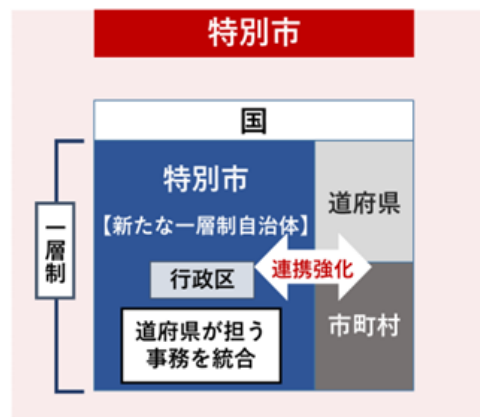 特別市
国
一層制
特別市
【新たな一層制自治体】
行政区
道府県が担う
事務を統合
道府県
連携強化
市町村